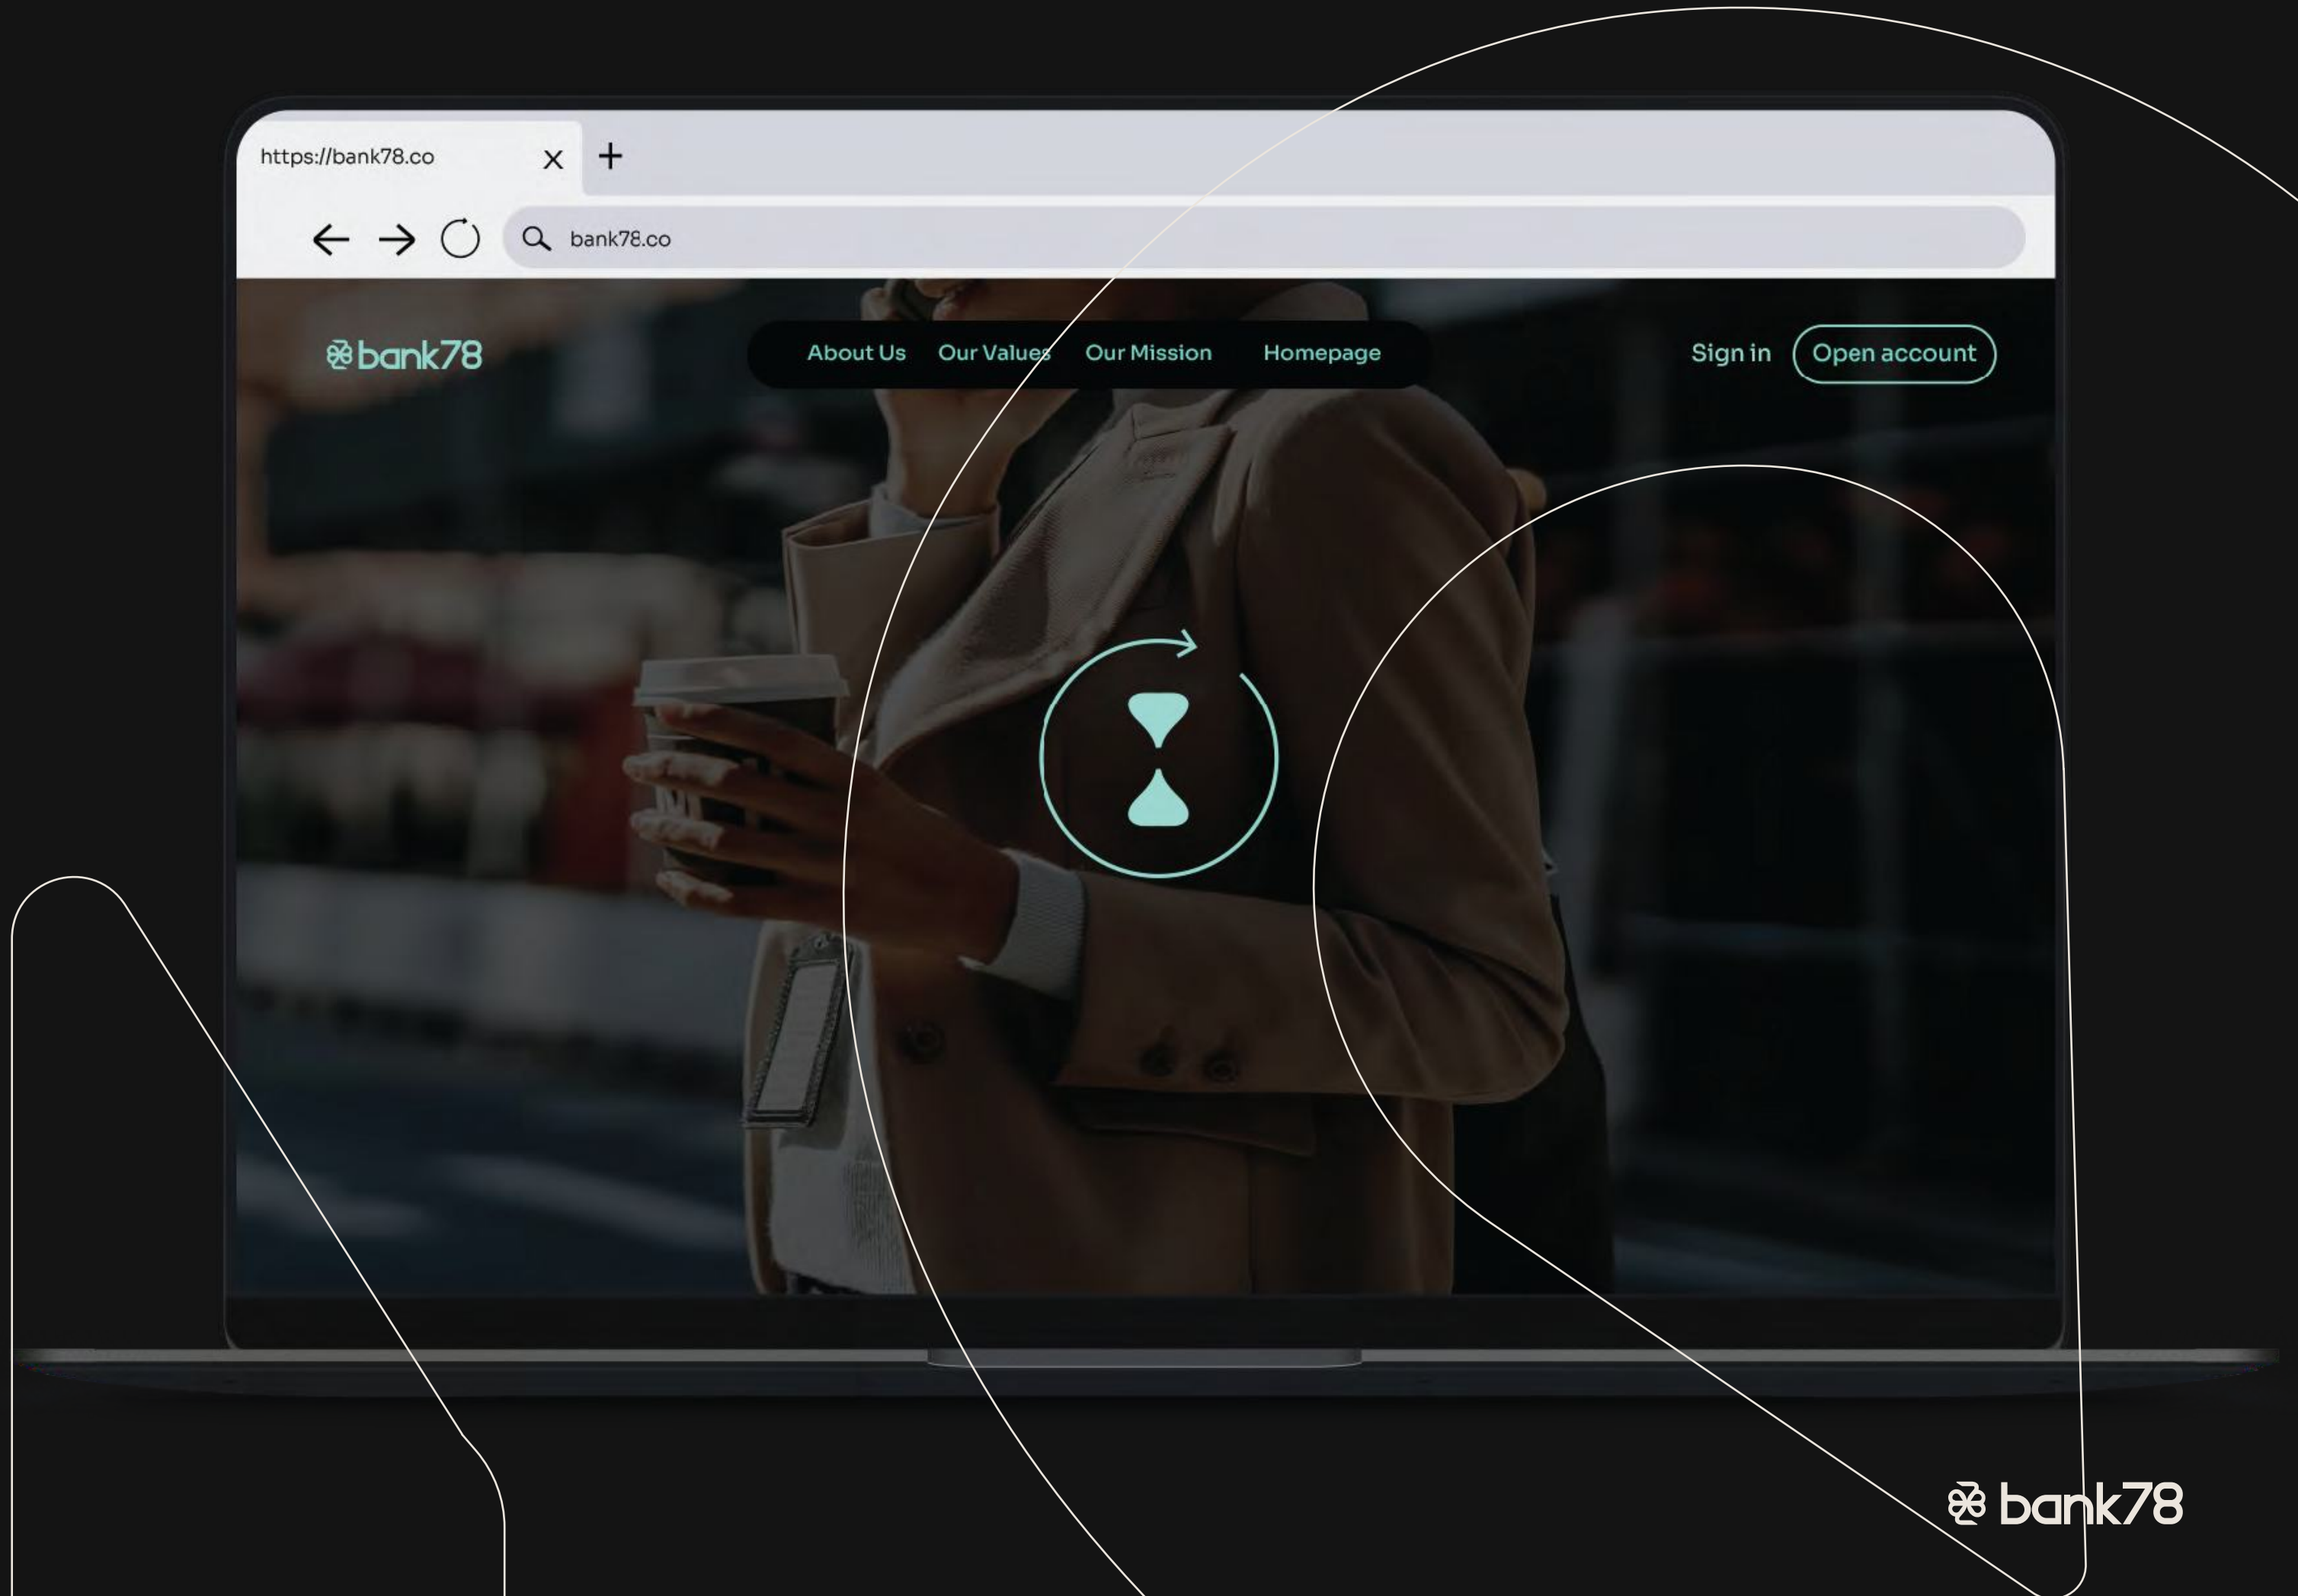 https://bank78.co
bank78.co
bank78
About Us Our Values Our Mission Homepage
Sign in Open account
bank78